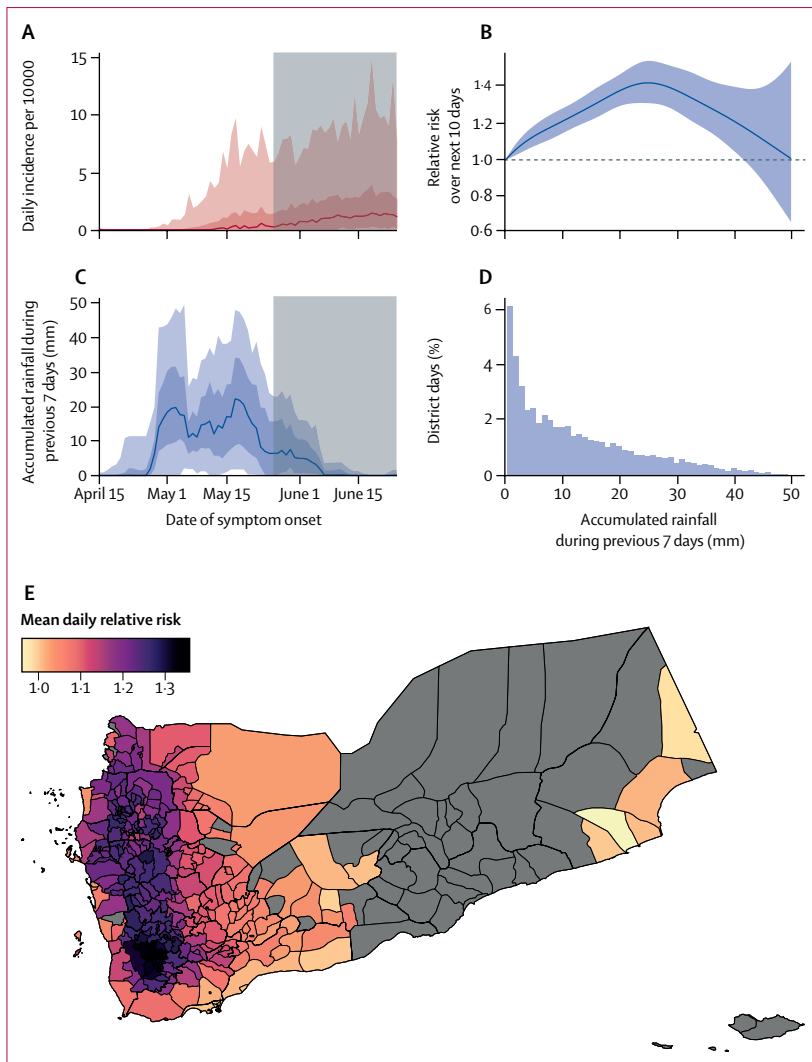 A
Daily incidence per 10 000
15
10
5
0
B
Relative risk
over next 10 days
1·4
1·2
1·0
0·8
0·6
C
Accumulated rainfall during
previous 7 days (mm)
50
40
30
20
10
0
April 15
May 1
May 15
June 1
June 15
Date of symptom onset
D
District days (%)
6
4
2
0
0
10
20
30
40
50
Accumulated rainfall
during previous 7 days (mm)
E
Mean daily relative risk
1·0
1·1
1·2
1·3